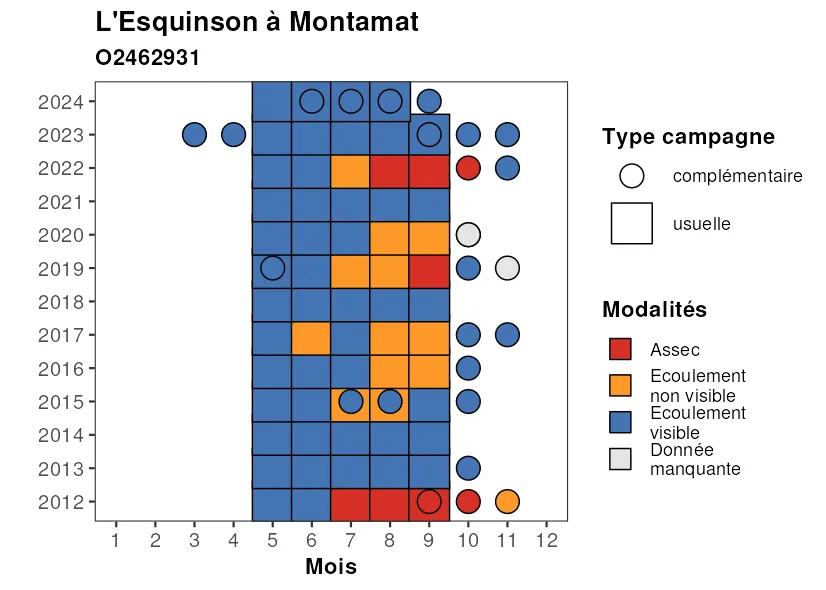 L'Esquinson à Montamat
O2462931
2024
2023
2022
2021
2020
2019
2018
2017
2016
2015
2014
2013
2012
1 2 3 4 5 6 7 8 9 10 11 12
Mois
Type campagne
complémentaire
usuelle
Modalités
Assec
Ecoulement
non visible
Ecoulement
visible
Donnée
manquante